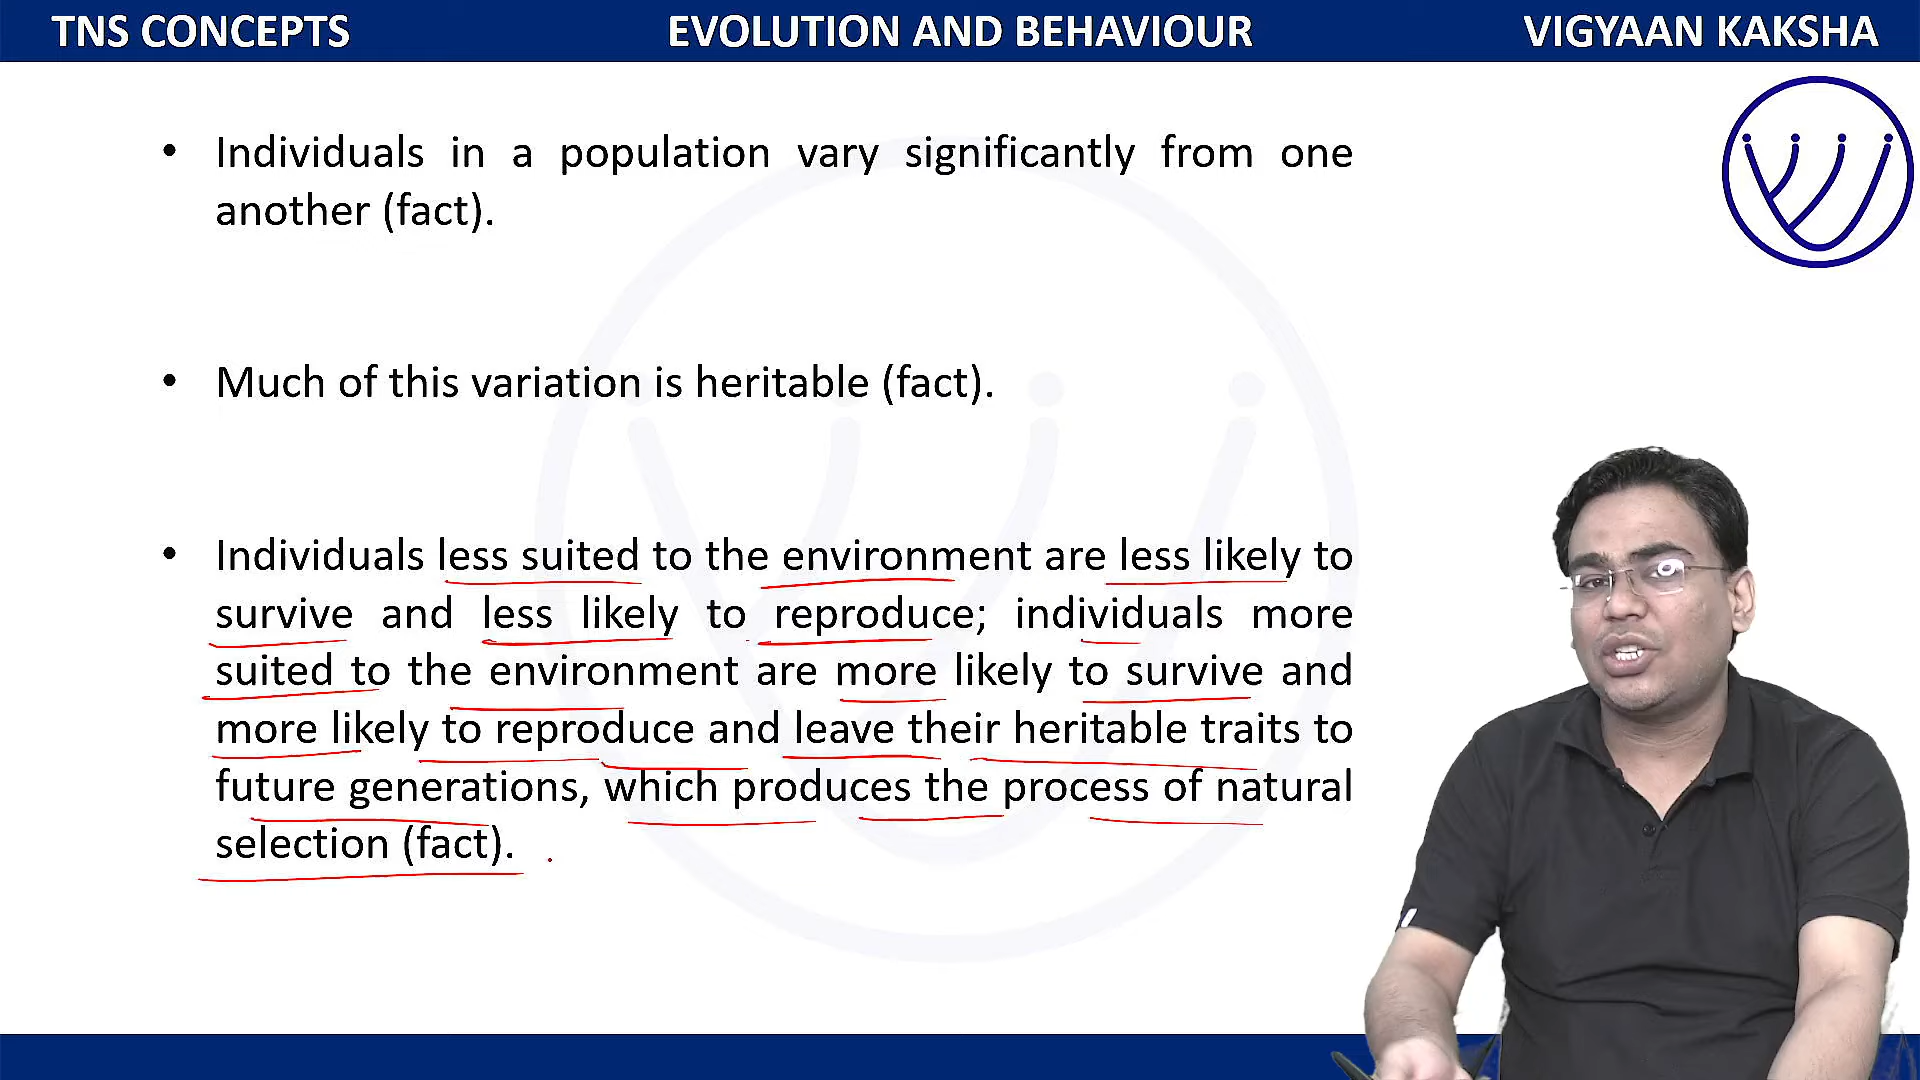 TNS CONCEPTS EVOLUTION AND BEHAVIOUR VIGYAAN KAKSHA
• Individuals in a population vary significantly from one
another (fact).
• Much of this variation is heritable (fact).
• Individuals less suited to the environment are less likely to
survive and less likely to reproduce; individuals more
suited to the environment are more likely to survive and
more likely to reproduce and leave their heritable traits to
future generations, which produces the process of natural
selection (fact).